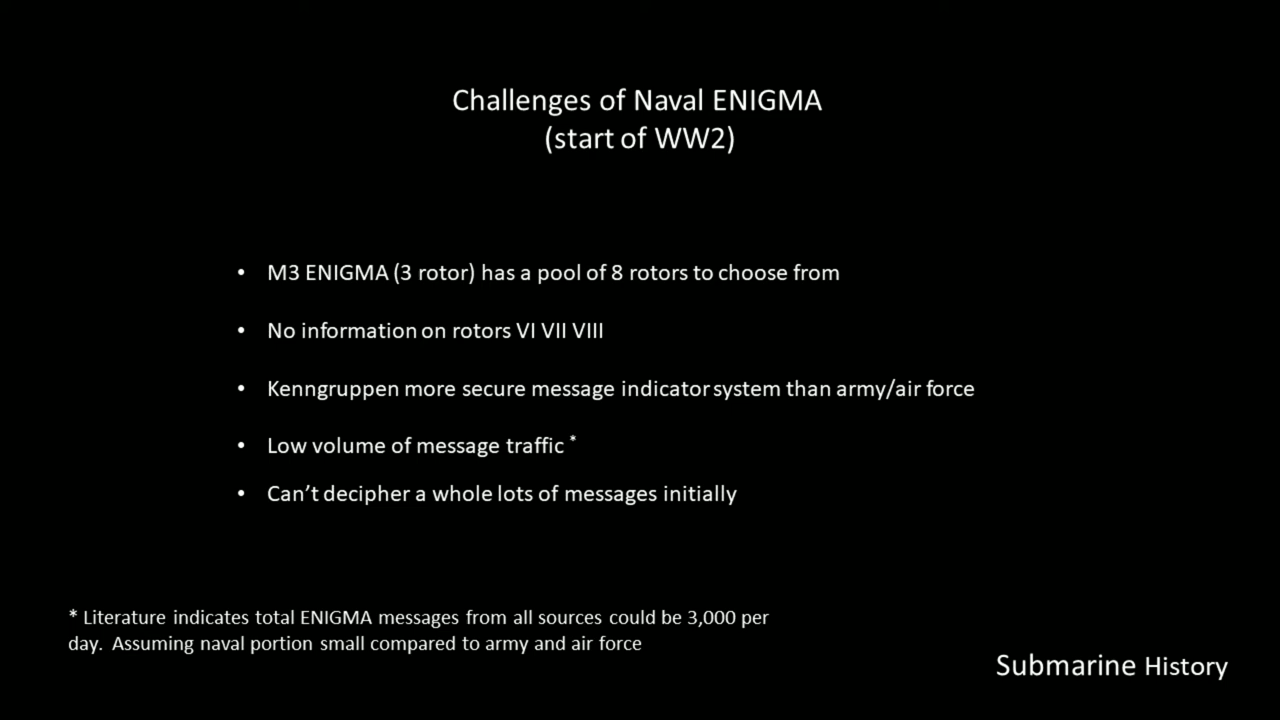 Challenges of Naval ENIGMA
(start of WW2)
• M3 ENIGMA (3 rotor) has a pool of 8 rotors to choose from
• No information on rotors VI VII VIII
• Kenngruppen more secure message indicator system than army/air force
• Low volume of message traffic *
• Can’t decipher a whole lots of messages initially
* Literature indicates total ENIGMA messages from all sources could be 3,000 per
day. Assuming naval portion small compared to army and air force
Submarine History